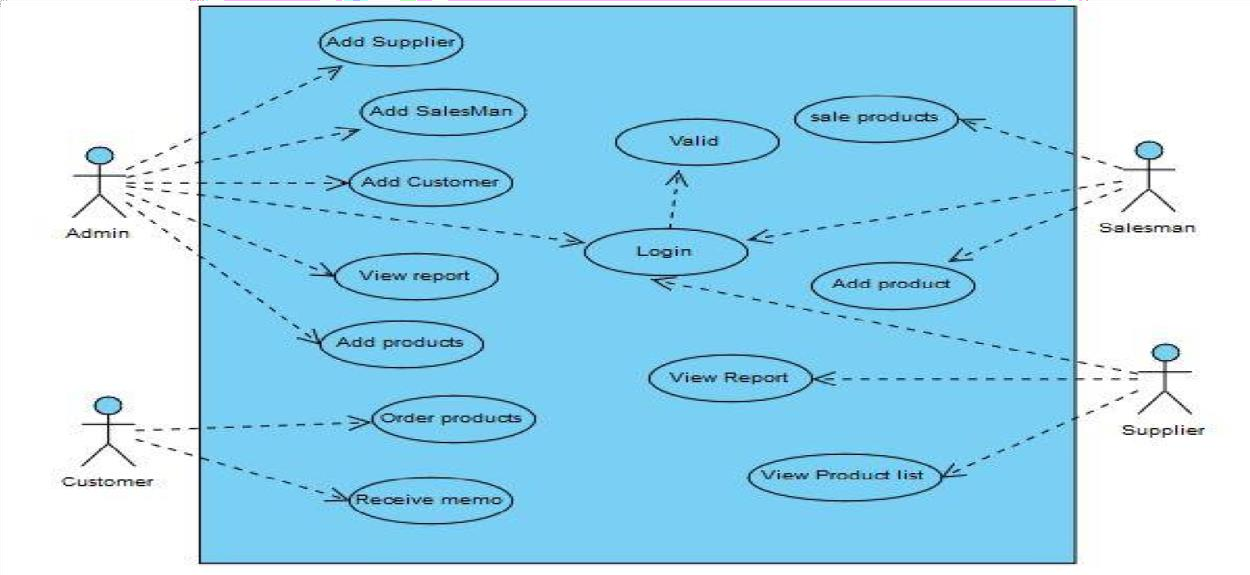 Add Supplier
Add SalesMan
sale products
Valid
Add Customer
Admin
Salesman
Login
View report
Add product
Add products
View Report
Order products
Supplier
Customer
View Product list
Receive memo